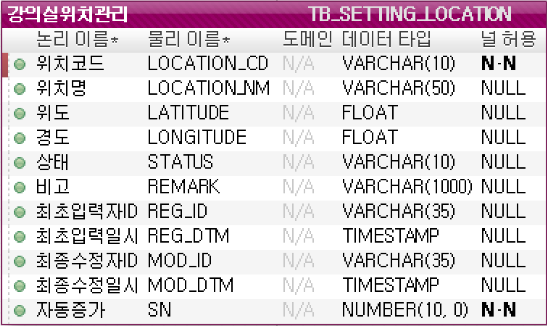 강의실위치관리 TB_SETTING_LOCATION
논리 이름* 물리 이름* 도메인 데이터 타입 널 허용
위치코드 LOCATION_CD N/A VARCHAR(10) N-N
위치명 LOCATION_NM N/A VARCHAR(50) NULL
위도 LATITUDE N/A FLOAT NULL
경도 LONGITUDE N/A FLOAT NULL
상태 STATUS N/A VARCHAR(10) NULL
비고 REMARK N/A VARCHAR(1000) NULL
최초입력자ID REG_ID N/A VARCHAR(35) NULL
최초입력일시 REG_DTM N/A TIMESTAMP NULL
최종수정자ID MOD_ID N/A VARCHAR(35) NULL
최종수정일시 MOD_DTM N/A TIMESTAMP NULL
자동증가 SN N/A NUMBER(10, 0) N-N